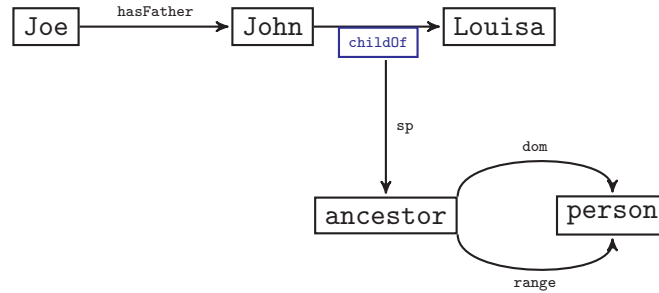 hasFather
Joe
John
Louisa
childOf
sp
dom
ancestor
person
range